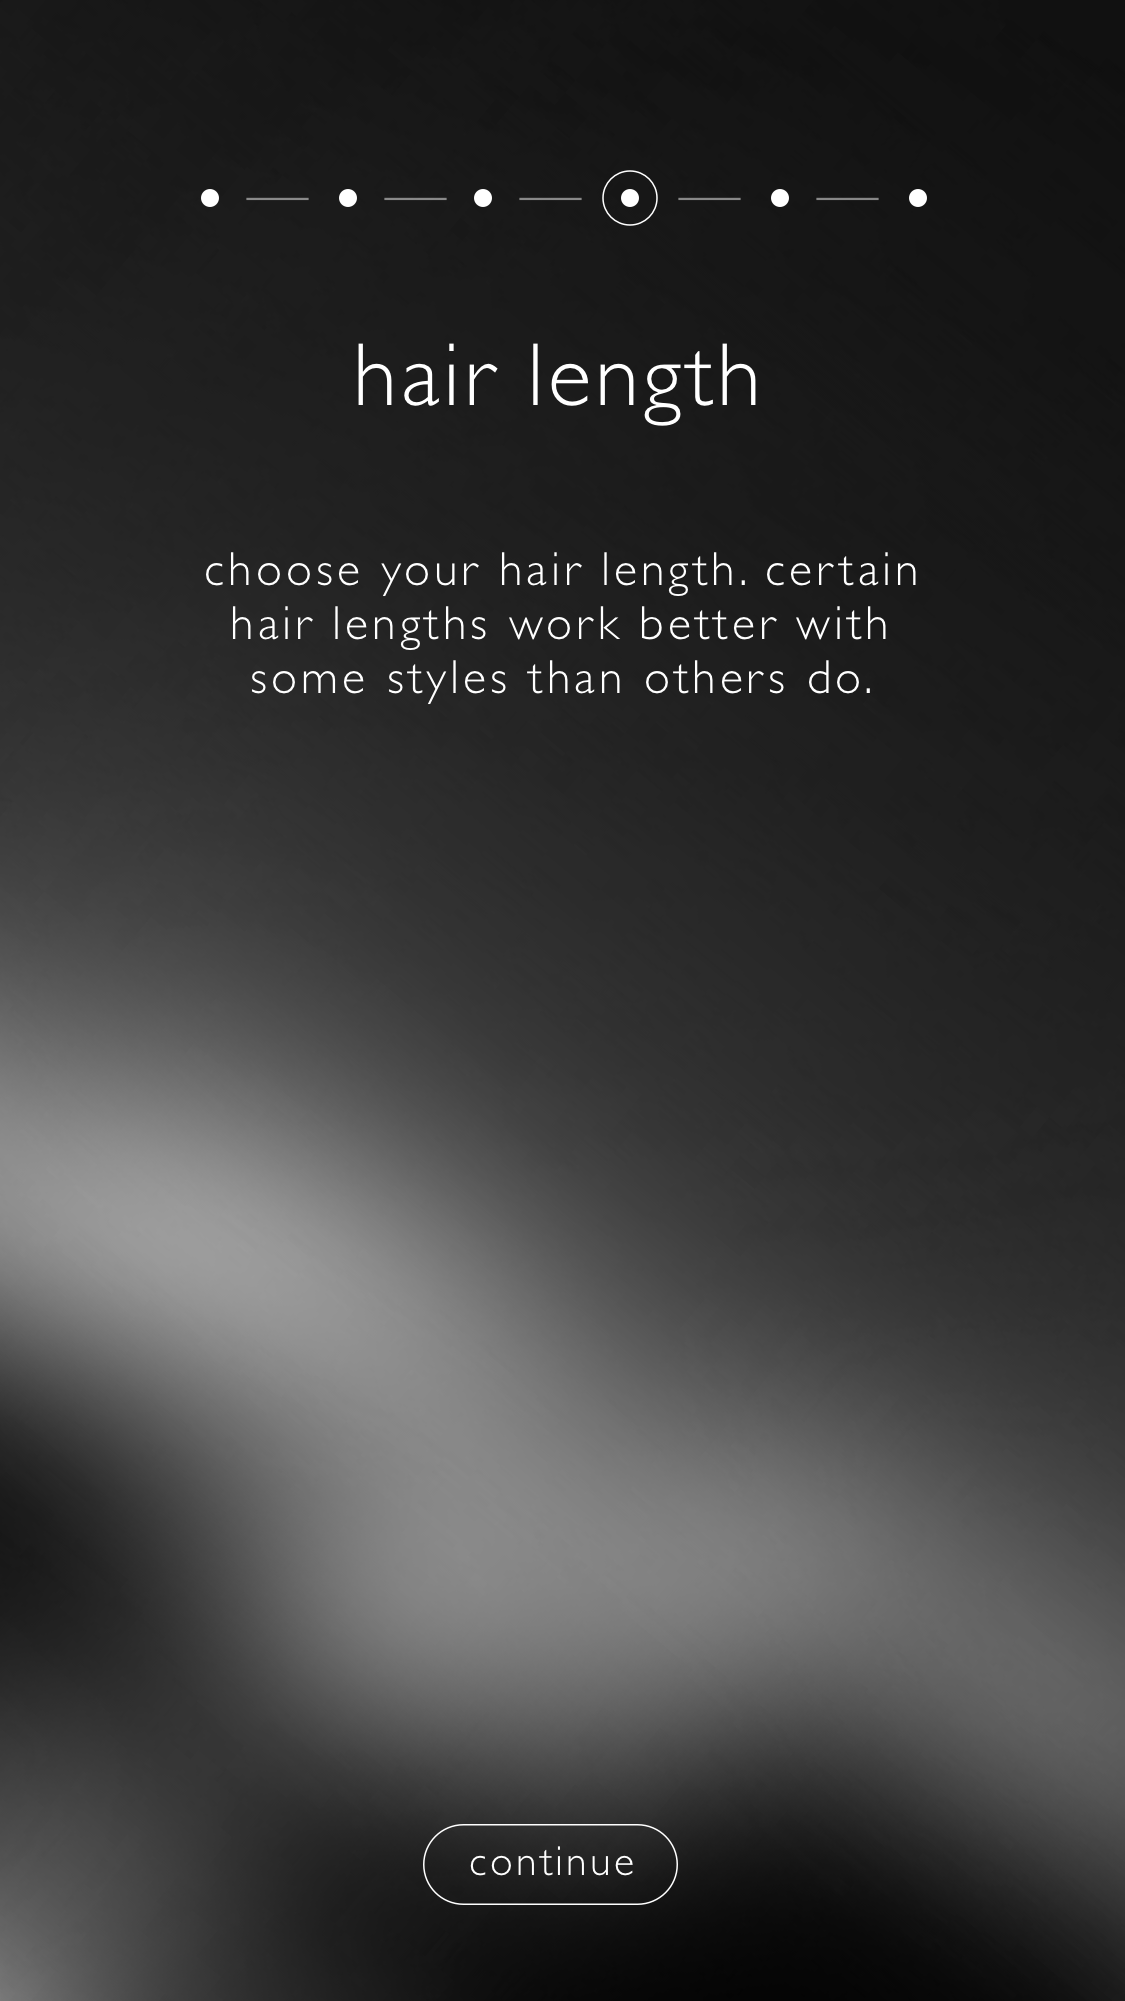 hair length
choose your hair length. certain
hair lengths work better with
some styles than others do.
continue